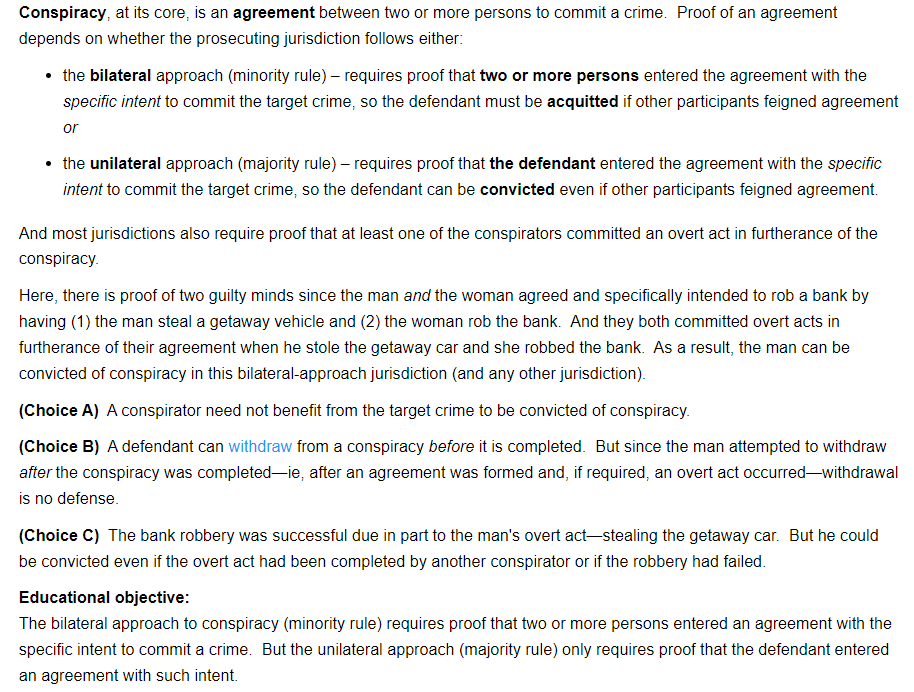 Conspiracy, at its core, is an agreement between two or more persons to commit a crime.  Proof of an agreement
depends on whether the prosecuting jurisdiction follows either:
• the bilateral approach (minority rule) – requires proof that two or more persons entered the agreement with the
specific intent to commit the target crime, so the defendant must be acquitted if other participants feigned agreement
or
• the unilateral approach (majority rule) – requires proof that the defendant entered the agreement with the specific
intent to commit the target crime, so the defendant can be convicted even if other participants feigned agreement.
And most jurisdictions also require proof that at least one of the conspirators committed an overt act in furtherance of the
conspiracy.
Here, there is proof of two guilty minds since the man and the woman agreed and specifically intended to rob a bank by
having (1) the man steal a getaway vehicle and (2) the woman rob the bank.  And they both committed overt acts in
furtherance of their agreement when he stole the getaway car and she robbed the bank.  As a result, the man can be
convicted of conspiracy in this bilateral-approach jurisdiction (and any other jurisdiction).
(Choice A)  A conspirator need not benefit from the target crime to be convicted of conspiracy.
(Choice B)  A defendant can withdraw from a conspiracy before it is completed.  But since the man attempted to withdraw
after the conspiracy was completed—ie, after an agreement was formed and, if required, an overt act occurred—withdrawal
is no defense.
(Choice C)  The bank robbery was successful due in part to the man's overt act—stealing the getaway car.  But he could
be convicted even if the overt act had been completed by another conspirator or if the robbery had failed.
Educational objective:
The bilateral approach to conspiracy (minority rule) requires proof that two or more persons entered an agreement with the
specific intent to commit a crime.  But the unilateral approach (majority rule) only requires proof that the defendant entered
an agreement with such intent.